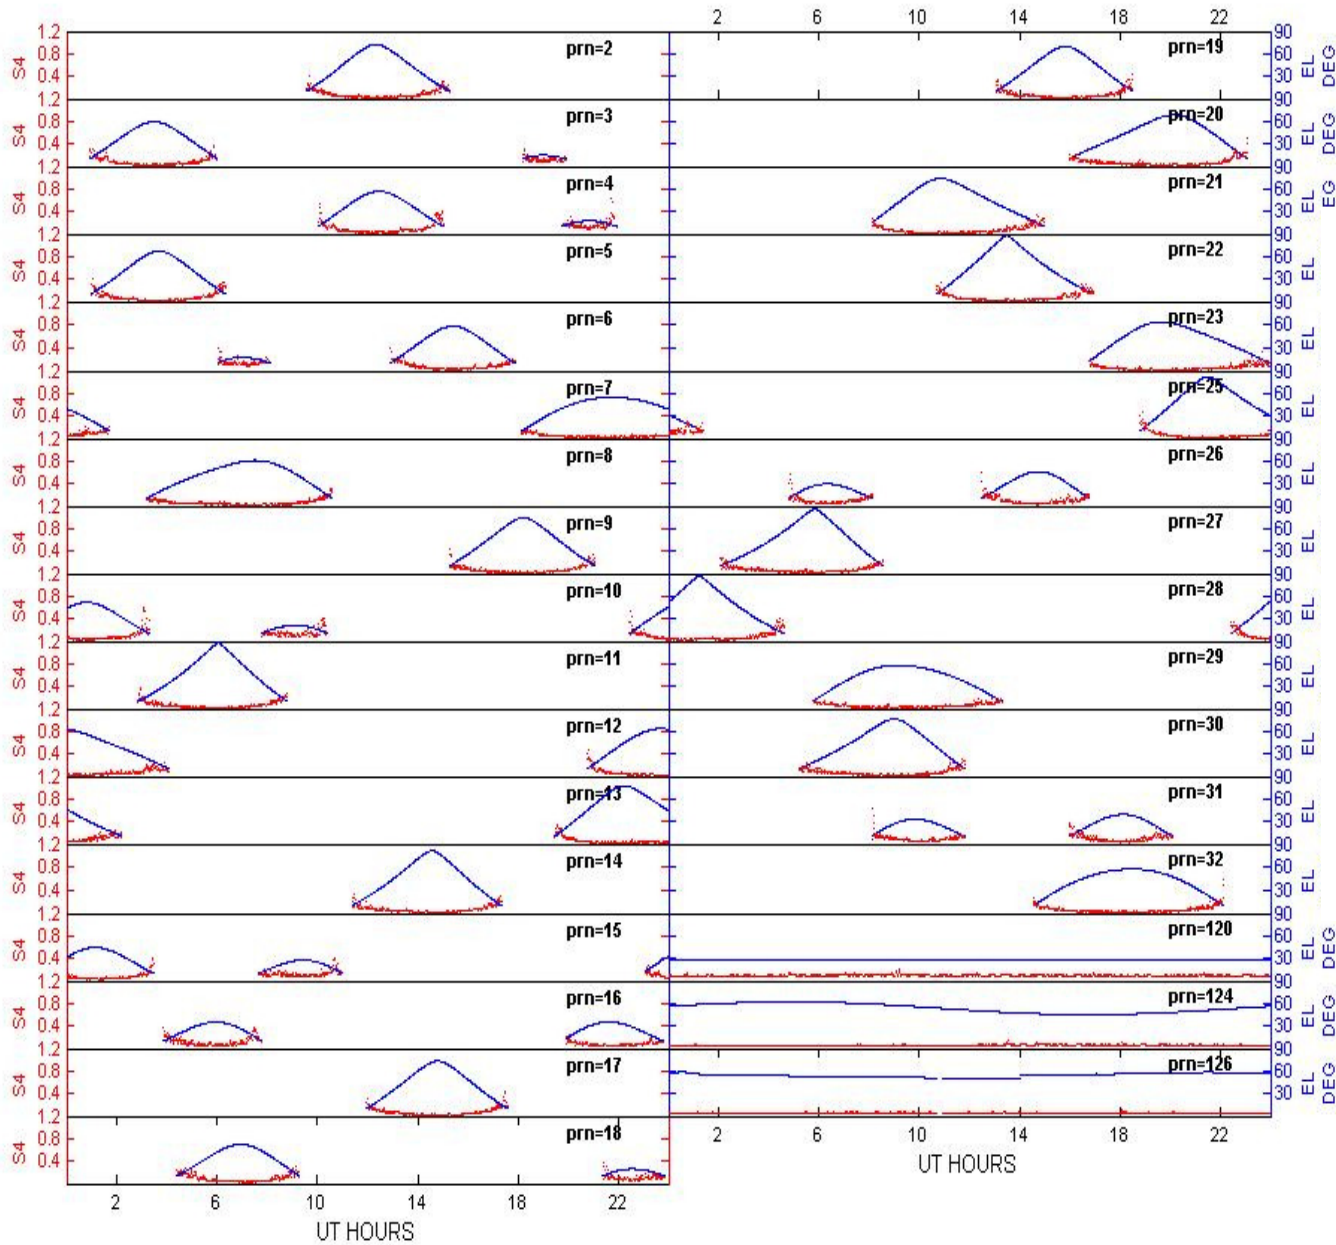 2 6 10 14 18 22
S4 1.2 0.8 0.4 prn=2 prn=19 90 60 30 EL DEG
S4 1.2 0.8 0.4 prn=3 prn=20 90 60 30 EL DEG
S4 1.2 0.8 0.4 prn=4 prn=21 90 60 30 EL EG
S4 1.2 0.8 0.4 prn=5 prn=22 90 60 30 EL
S4 1.2 0.8 0.4 prn=6 prn=23 90 60 30 EL
S4 1.2 0.8 0.4 prn=7 prn=25 90 60 30 EL
S4 1.2 0.8 0.4 prn=8 prn=26 90 60 30 EL
S4 1.2 0.8 0.4 prn=9 prn=27 90 60 30 EL
S4 1.2 0.8 0.4 prn=10 prn=28 90 60 30 EL
S4 1.2 0.8 0.4 prn=11 prn=29 90 60 30 EL
S4 1.2 0.8 0.4 prn=12 prn=30 90 60 30 EL
S4 1.2 0.8 0.4 prn=13 prn=31 90 60 30 EL
S4 1.2 0.8 0.4 prn=14 prn=32 90 60 30 EL
S4 1.2 0.8 0.4 prn=15 prn=120 90 60 30 EL DEG
S4 1.2 0.8 0.4 prn=16 prn=124 90 60 30 EL DEG
S4 1.2 0.8 0.4 prn=17 prn=126 90 60 30 EL DEG
S4 1.2 0.8 0.4 prn=18
2 6 10 14 18 22
UT HOURS
2 6 10 14 18 22
UT HOURS